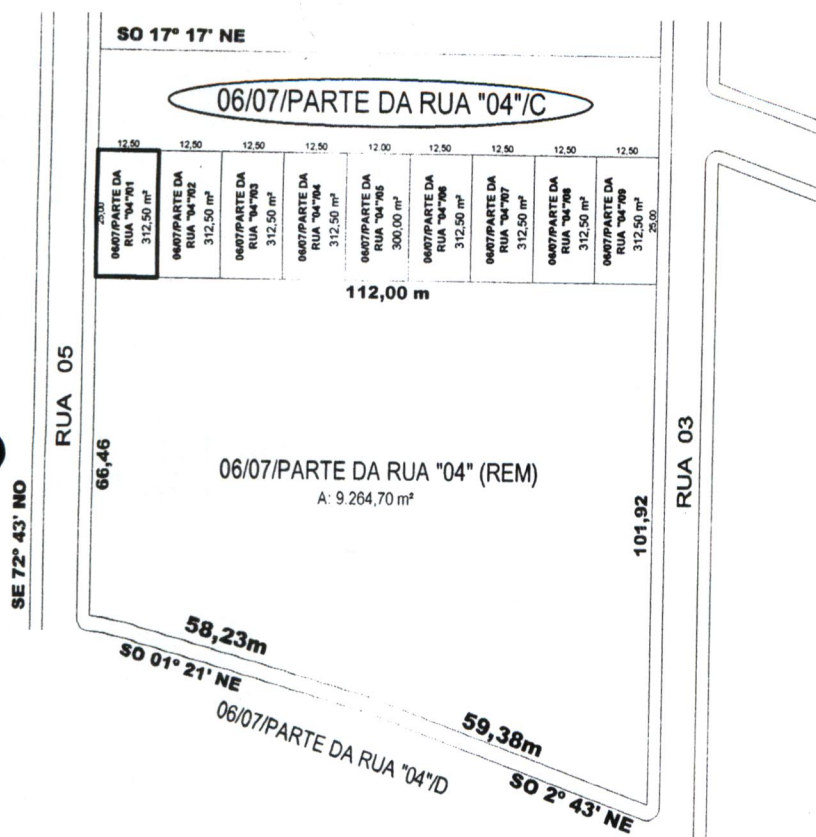 SO 17° 17' NE
06/07/PARTE DA RUA "04"/C
12,50
12,50
12,50
12,50
12,00
12,50
12,50
12,50
12,50
25,00
06/07/PARTE DA
RUA "04"/01
312,50 m²
06/07/PARTE DA
RUA "04"/02
312,50 m²
06/07/PARTE DA
RUA "04"/03
312,50 m²
06/07/PARTE DA
RUA "04"/04
312,50 m²
06/07/PARTE DA
RUA "04"/05
300,00 m²
06/07/PARTE DA
RUA "04"/06
312,50 m²
06/07/PARTE DA
RUA "04"/07
312,50 m²
06/07/PARTE DA
RUA "04"/08
312,50 m²
06/07/PARTE DA
RUA "04"/09
312,50 m²
25,00
112,00 m
RUA 05
66,46
06/07/PARTE DA RUA "04" (REM)
A: 9.264,70 m²
101,92
RUA 03
SE 72° 43' NO
58,23m
SO 01° 21' NE
06/07/PARTE DA RUA "04"/D
59,38m
SO 2° 43' NE